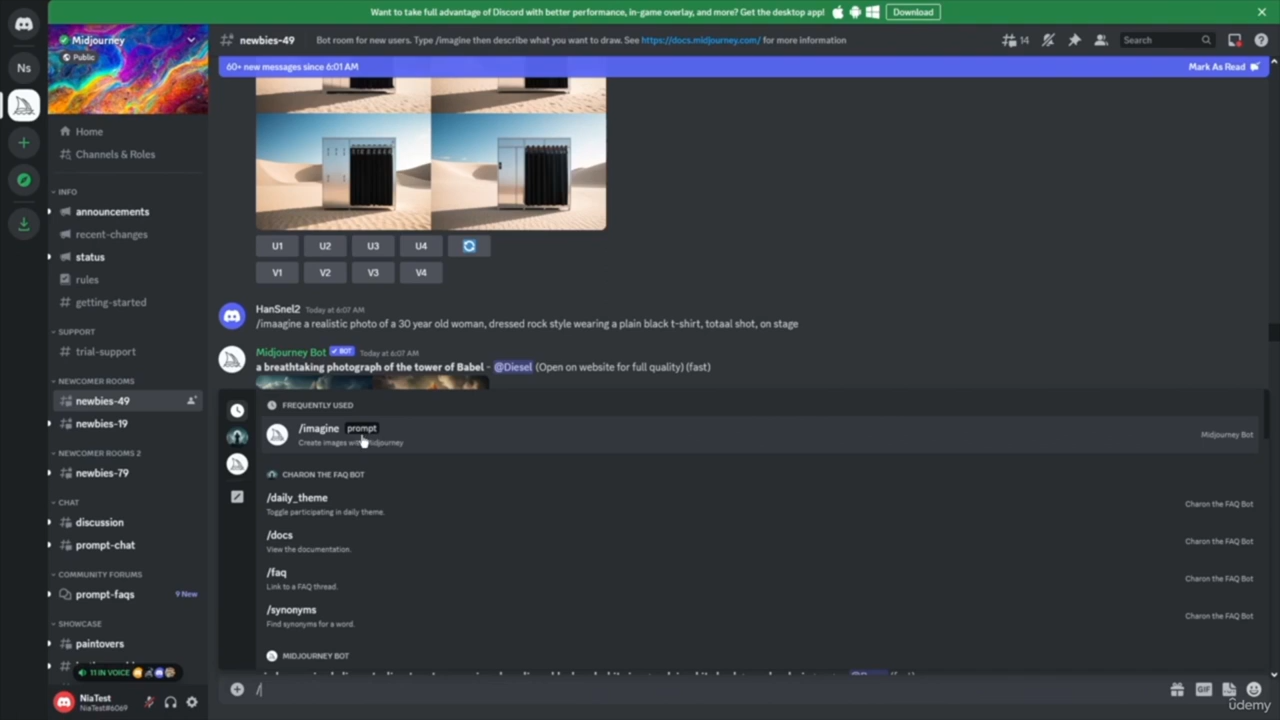 Want to take full advantage of Discord with better performance, in-game overlay, and more? Get the desktop app!
Download
Midjourney
Public
newbies-49
Bot room for new users. Type /imagine then describe what you want to draw. See https://docs.midjourney.com/ for more information
14
Search
60+ new messages since 6:01 AM
Mark As Read
Ns
Home
Channels & Roles
INFO
announcements
recent-changes
status
rules
getting-started
SUPPORT
trial-support
NEWCOMER ROOMS
newbies-49
newbies-19
NEWCOMER ROOMS 2
newbies-79
CHAT
discussion
prompt-chat
COMMUNITY FORUMS
prompt-faqs
9 New
SHOWCASE
paintovers
11 IN VOICE
NiaTest
NiaTest#6069
U1 U2 U3 U4
V1 V2 V3 V4
HanSnel2 Today at 6:07 AM
/imaagine a realistic photo of a 30 year old woman, dressed rock style wearing a plain black t-shirt, totaal shot, on stage
Midjourney Bot BOT Today at 6:07 AM
a breathtaking photograph of the tower of Babel - @Diesel (Open on website for full quality) (fast)
FREQUENTLY USED
/imagine prompt
Create images with Midjourney
Midjourney Bot
CHARON THE FAQ BOT
/daily_theme
Toggle participating in daily theme.
Charon the FAQ Bot
/docs
View the documentation.
Charon the FAQ Bot
/faq
Link to a FAQ thread.
Charon the FAQ Bot
/synonyms
Find synonyms for a word.
Charon the FAQ Bot
MIDJOURNEY BOT
/
GIF
ûdemy